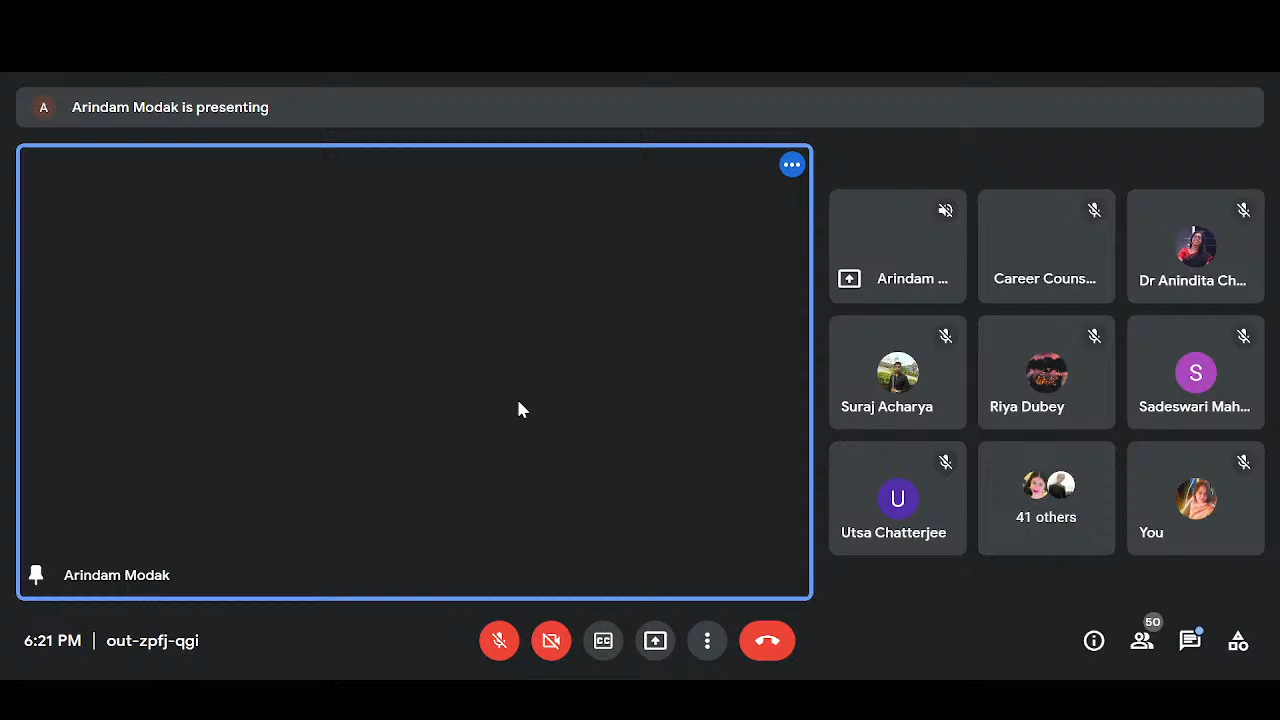 A Arindam Modak is presenting
Arindam ...
Career Couns...
Dr Anindita Ch...
Suraj Acharya
Riya Dubey
S
Sadeswari Mah...
U
Utsa Chatterjee
41 others
You
Arindam Modak
6:21 PM | out-zpfj-qgi
CC
50